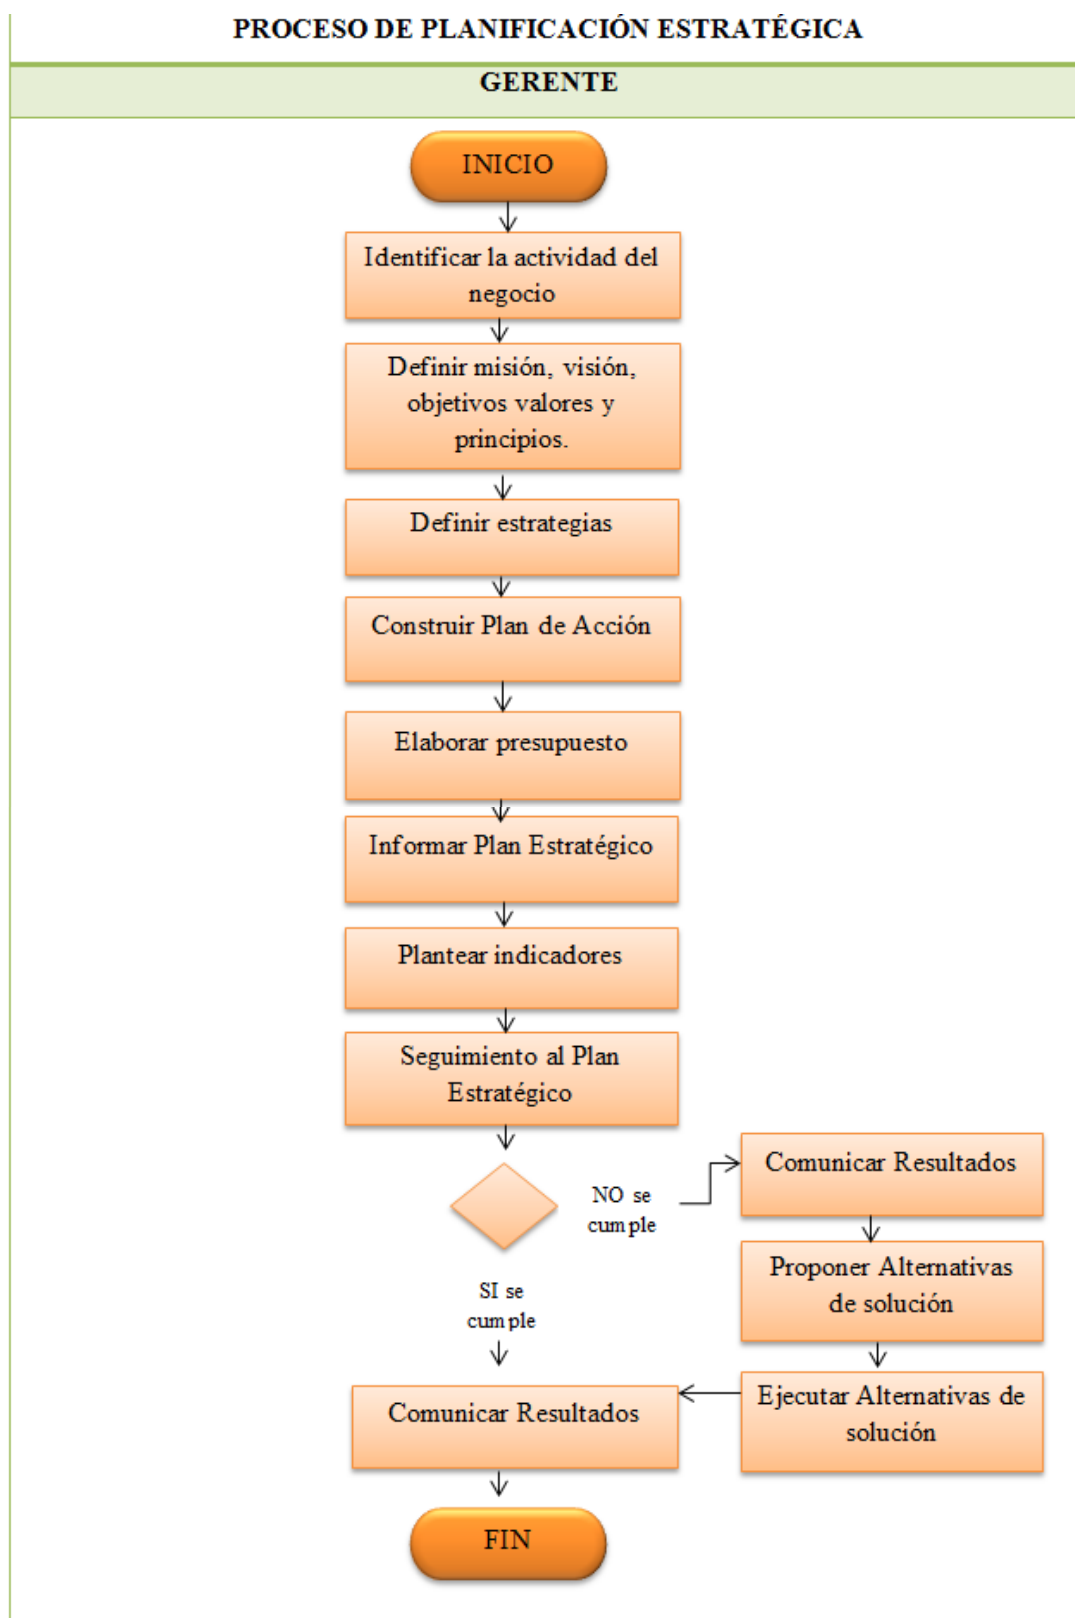 PROCESO DE PLANIFICACIÓN ESTRATÉGICA
GERENTE
INICIO
Identificar la actividad del
negocio
Definir misión, visión,
objetivos valores y
principios.
Definir estrategias
Construir Plan de Acción
Elaborar presupuesto
Informar Plan Estratégico
Plantear indicadores
Seguimiento al Plan
Estratégico
NO se
cumple
Comunicar Resultados
Proponer Alternativas
de solución
Ejecutar Alternativas de
solución
SI se
cumple
Comunicar Resultados
FIN